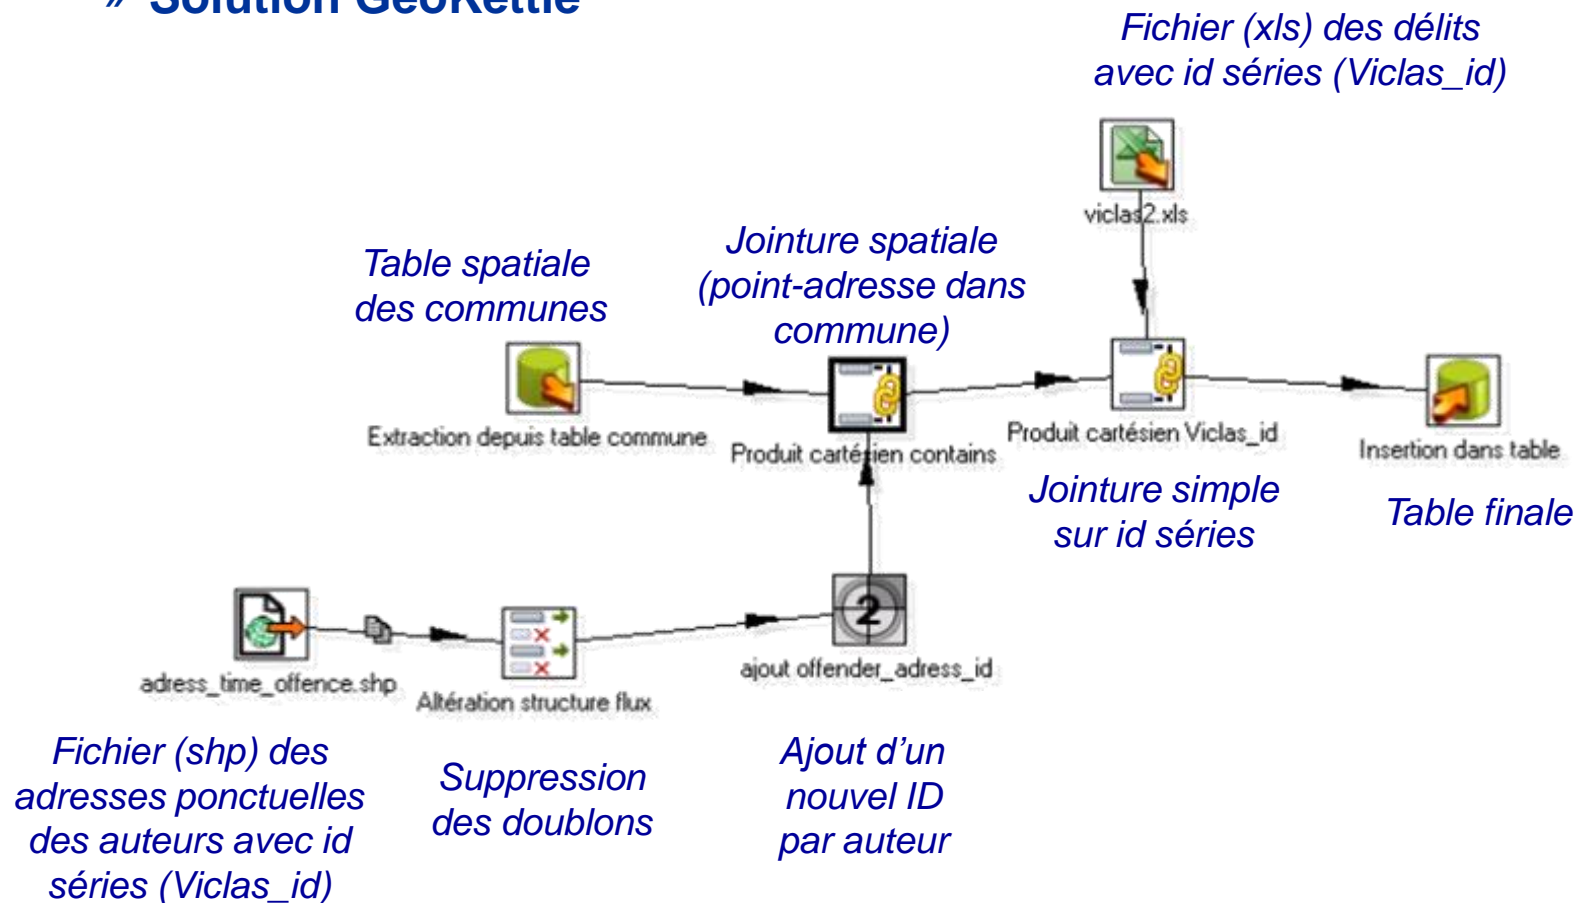 » Solution GeoKettle
Fichier (xls) des délits
avec id séries (Viclas_id)
viclas2.xls
Table spatiale
des communes
Jointure spatiale
(point-adresse dans
commune)
Extraction depuis table commune
Produit cartésien contains
Produit cartésien Viclas_id
Insertion dans table
Jointure simple
sur id séries
Table finale
2
adress_time_offence.shp
Altération structure flux
ajout offender_adress_id
Fichier (shp) des
adresses ponctuelles
des auteurs avec id
séries (Viclas_id)
Suppression
des doublons
Ajout d’un
nouvel ID
par auteur